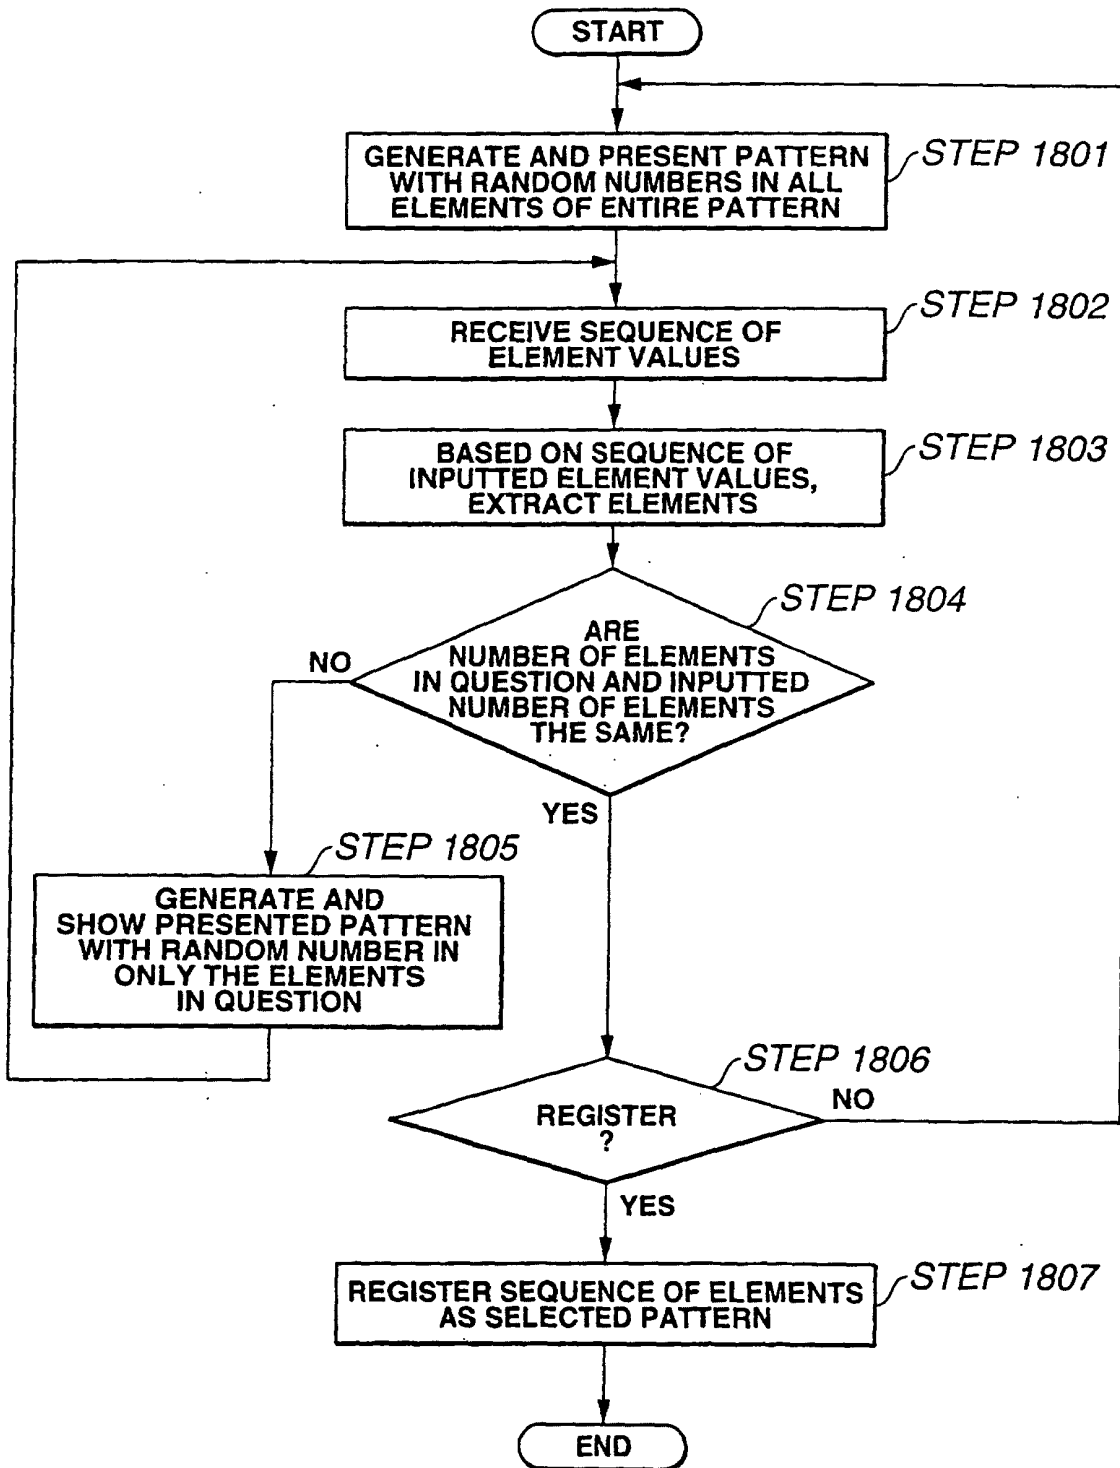 START
GENERATE AND PRESENT PATTERN
WITH RANDOM NUMBERS IN ALL
ELEMENTS OF ENTIRE PATTERN
STEP 1801
RECEIVE SEQUENCE OF
ELEMENT VALUES
STEP 1802
BASED ON SEQUENCE OF
INPUTTED ELEMENT VALUES,
EXTRACT ELEMENTS
STEP 1803
ARE
NUMBER OF ELEMENTS
IN QUESTION AND INPUTTED
NUMBER OF ELEMENTS
THE SAME?
STEP 1804
NO
YES
STEP 1805
GENERATE AND
SHOW PRESENTED PATTERN
WITH RANDOM NUMBER IN
ONLY THE ELEMENTS
IN QUESTION
STEP 1806
REGISTER
?
NO
YES
REGISTER SEQUENCE OF ELEMENTS
AS SELECTED PATTERN
STEP 1807
END